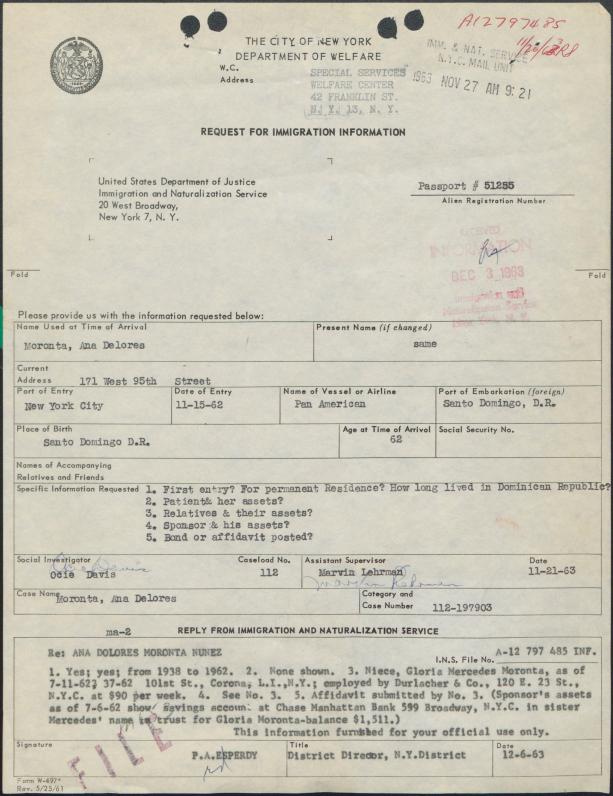 A12797485
11/26/63
THE CITY OF NEW YORK
DEPARTMENT OF WELFARE
W.C.
Address
SPECIAL SERVICES
WELFARE CENTER
42 FRANKLIN ST.
N. Y. 13, N. Y.
IMM. & NAT. SERVICE
N.Y.C. MAIL UNIT
1963 NOV 27 AM 9:21
REQUEST FOR IMMIGRATION INFORMATION
United States Department of Justice
Immigration and Naturalization Service
20 West Broadway,
New York 7, N. Y.
Passport # 51255
Alien Registration Number
RECEIVED
INFORMATION
DEC 3 1963
Naturalization Service
New York, N. Y.
Fold
Fold
Please provide us with the information requested below:
Name Used at Time of Arrival
Present Name (if changed)
Moronta, Ana Delores
same
Current
Address 171 West 95th Street
Port of Entry
Date of Entry
Name of Vessel or Airline
Port of Embarkation (foreign)
New York City
11-15-62
Pan American
Santo Domingo, D.R.
Place of Birth
Age at Time of Arrival
Social Security No.
Santo Domingo D.R.
62
Names of Accompanying
Relatives and Friends
Specific Information Requested 1. First entry? For permanent Residence? How long lived in Dominican Republic?
2. Patient& her assets?
3. Relatives & their assets?
4. Sponsor & his assets?
5. Bond or affidavit posted?
Social Investigator
Caseload No.
Assistant Supervisor
Date
Ocie Davis
Ocie Davis
112
Marvin Lehrman
Marvin Lehrman
11-21-63
Case Name Moronta, Ana Delores
Category and
Case Number 112-197903
ma-2 REPLY FROM IMMIGRATION AND NATURALIZATION SERVICE
Re: ANA DOLORES MORONTA NUNEZ
I.N.S. File No. A-12 797 485 INF.
1. Yes; yes; from 1938 to 1962. 2. None shown. 3. Niece, Gloria Mercedes Moronta, as of
7-11-62; 37-62 101st St., Corona, L.I.,N.Y.; employed by Durlacher & Co., 120 E. 23 St.,
N.Y.C. at $90 per week. 4. See No. 3. 5. Affidavit submitted by No. 3. (Sponsor's assets
as of 7-6-62 show/ savings account at Chase Manhattan Bank 599 Broadway, N.Y.C. in sister
Mercedes' name in trust for Gloria Moronta-balance $1,511.)
This information furnished for your official use only.
Signature
Title
Date
P.A.ESPERDY
District Director, N.Y.District
12-6-63
FILE
Form W-497
Rev. 5/25/61